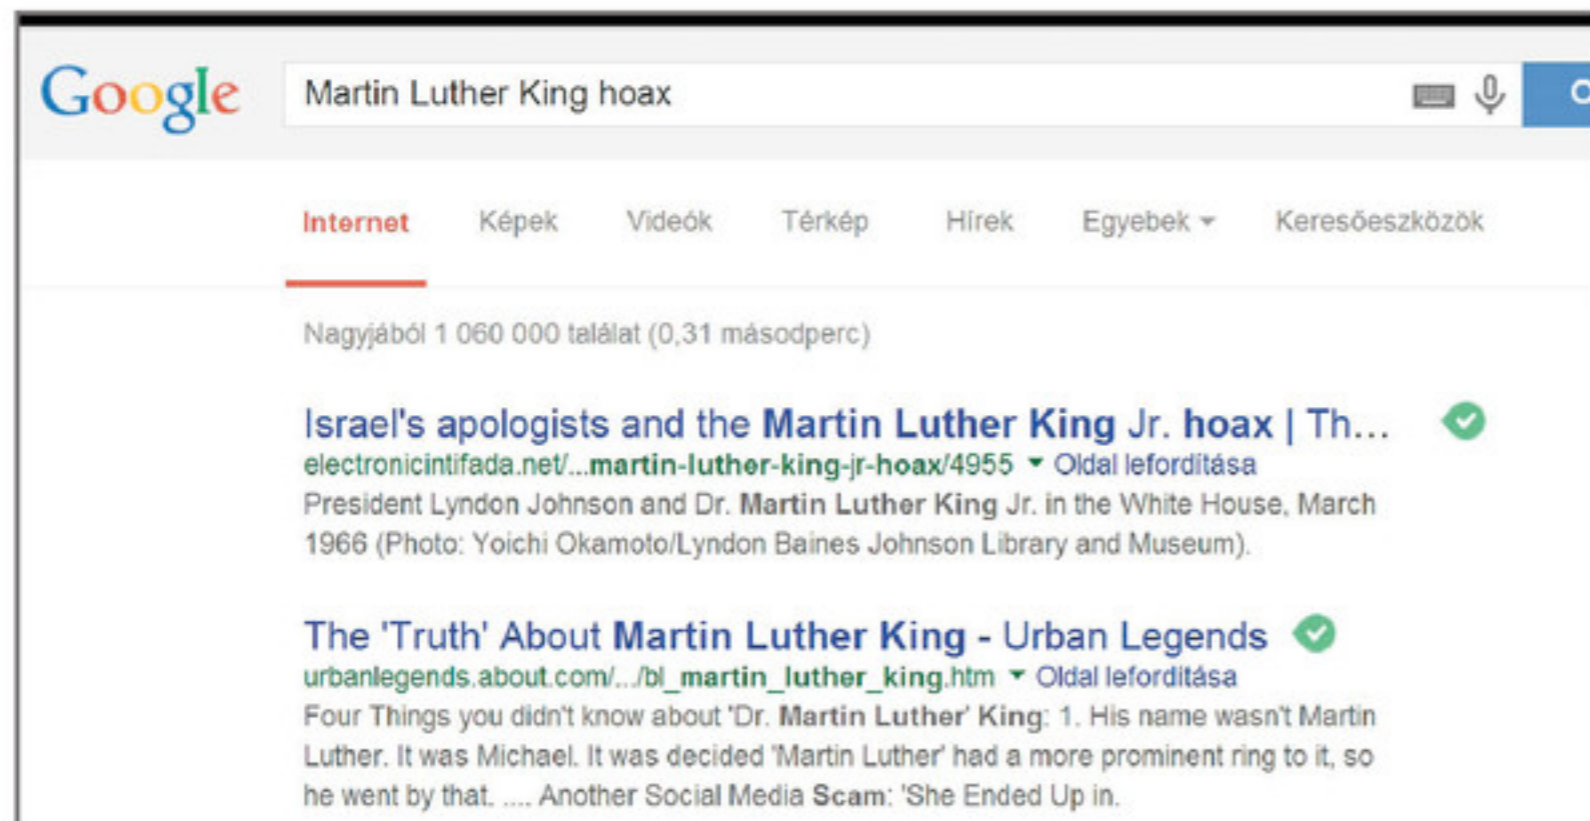 Google
Martin Luther King hoax
Internet Képek Videók Térkép Hírek Egyebek Keresőeszközök
Nagyjából 1 060 000 találat (0,31 másodperc)
Israel's apologists and the Martin Luther King Jr. hoax | Th...
electronicintifada.net/...martin-luther-king-jr-hoax/4955 Oldal lefordítása
President Lyndon Johnson and Dr. Martin Luther King Jr. in the White House, March
1966 (Photo: Yoichi Okamoto/Lyndon Baines Johnson Library and Museum).
The 'Truth' About Martin Luther King - Urban Legends
urbanlegends.about.com/.../bl_martin_luther_king.htm Oldal lefordítása
Four Things you didn't know about 'Dr. Martin Luther' King: 1. His name wasn't Martin
Luther. It was Michael. It was decided 'Martin Luther' had a more prominent ring to it, so
he went by that. .... Another Social Media Scam: 'She Ended Up in.